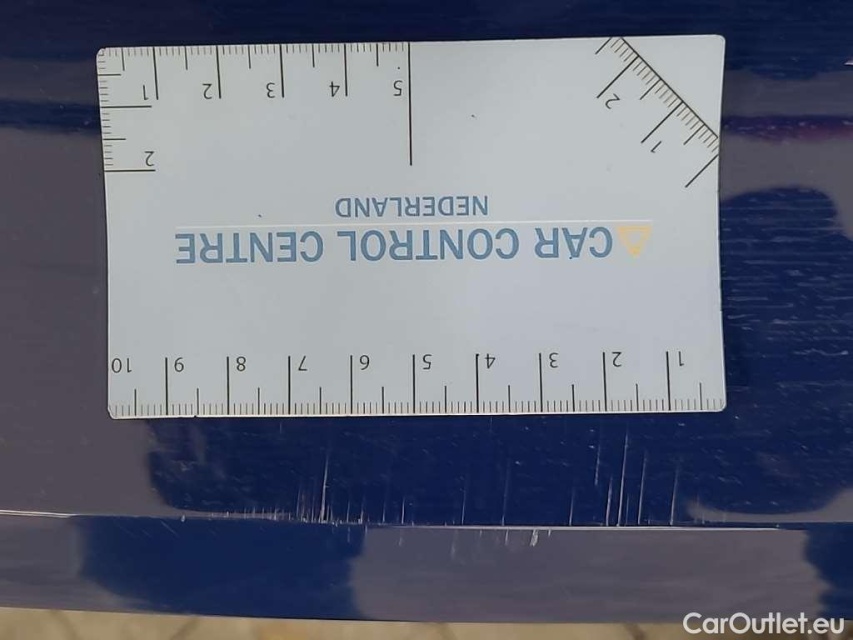 1 2 3 4 5
2 1
2
NEDERLAND
CAR CONTROL CENTRE
10 9 8 7 6 5 4 3 2 1
CarOutlet.eu